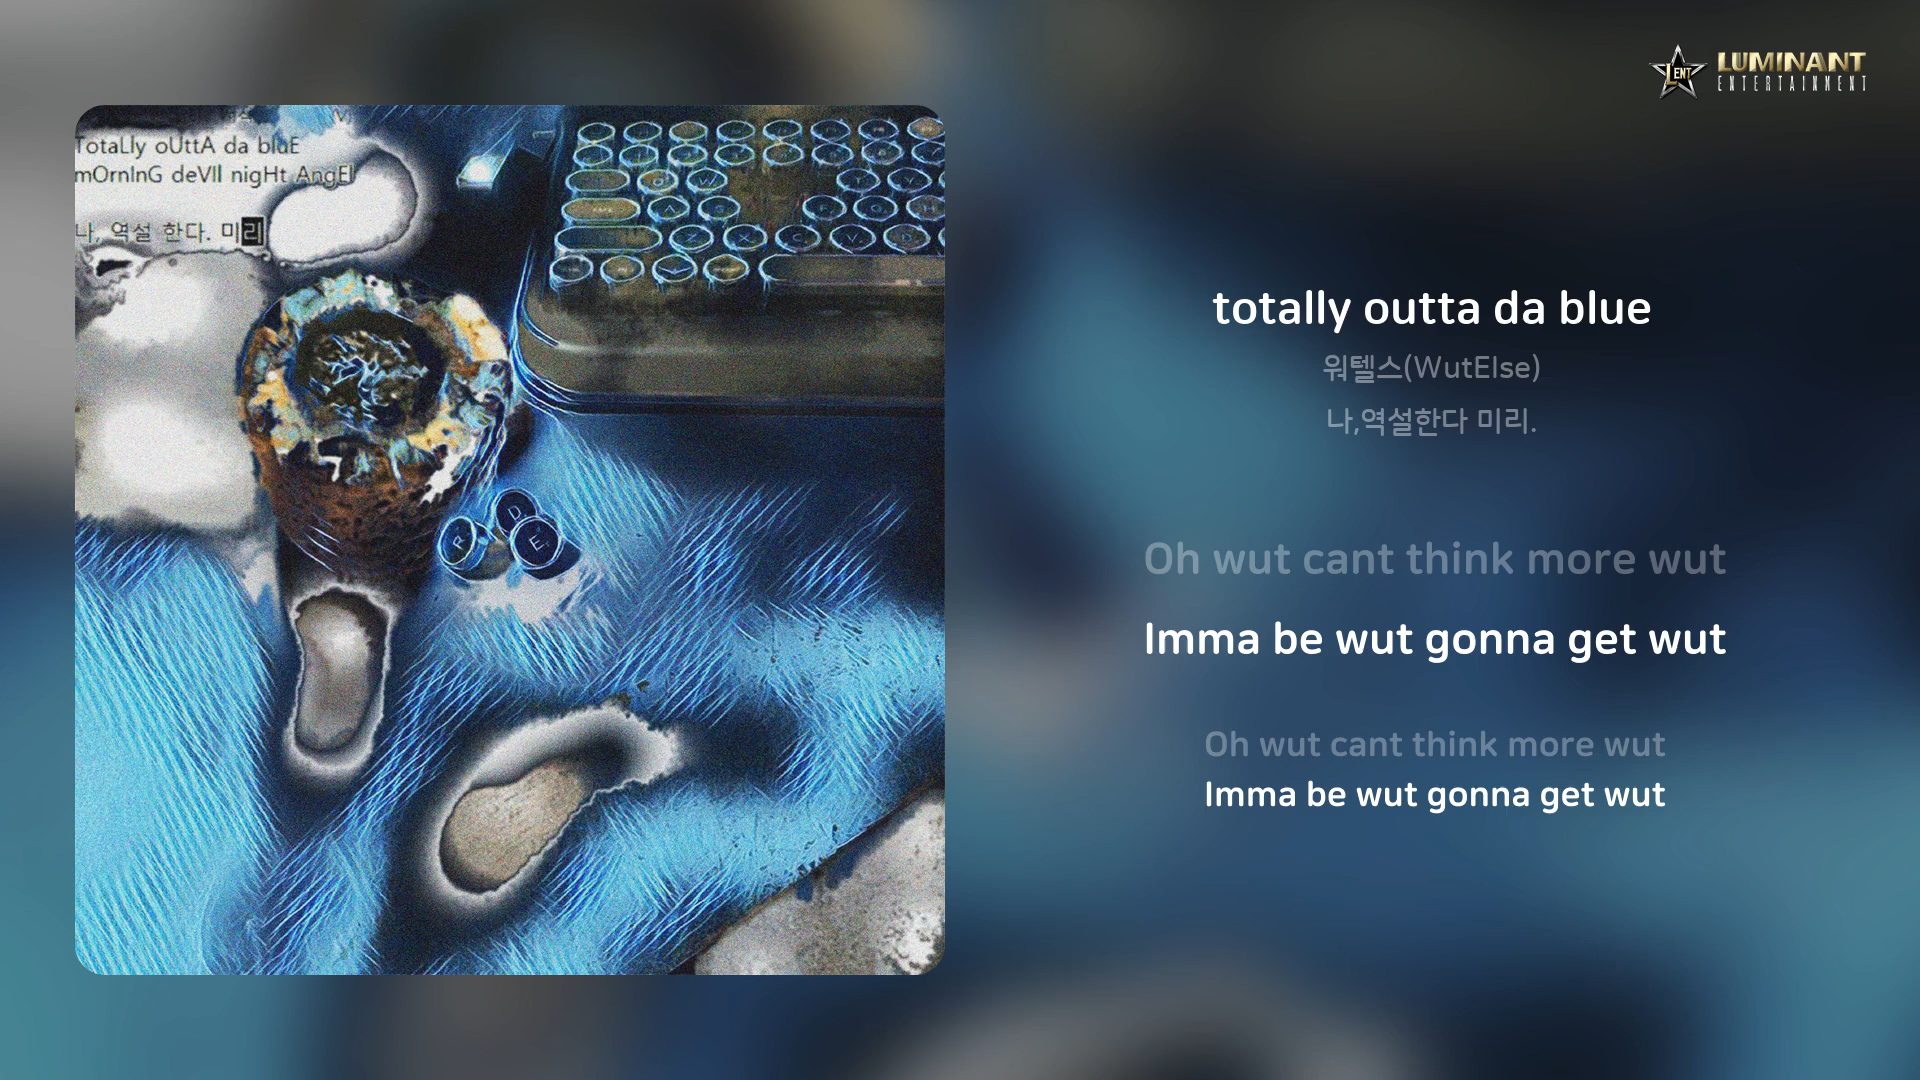 TotaLly oUttA da bluE
mOrnInG deVIl nigHt AngEl
나, 역설 한다. 미리
P
D
E
LENT
LUMINANT
ENTERTAINMENT
totally outta da blue
워텔스(WutElse)
나,역설한다 미리.
Oh wut cant think more wut
Imma be wut gonna get wut
Oh wut cant think more wut
Imma be wut gonna get wut